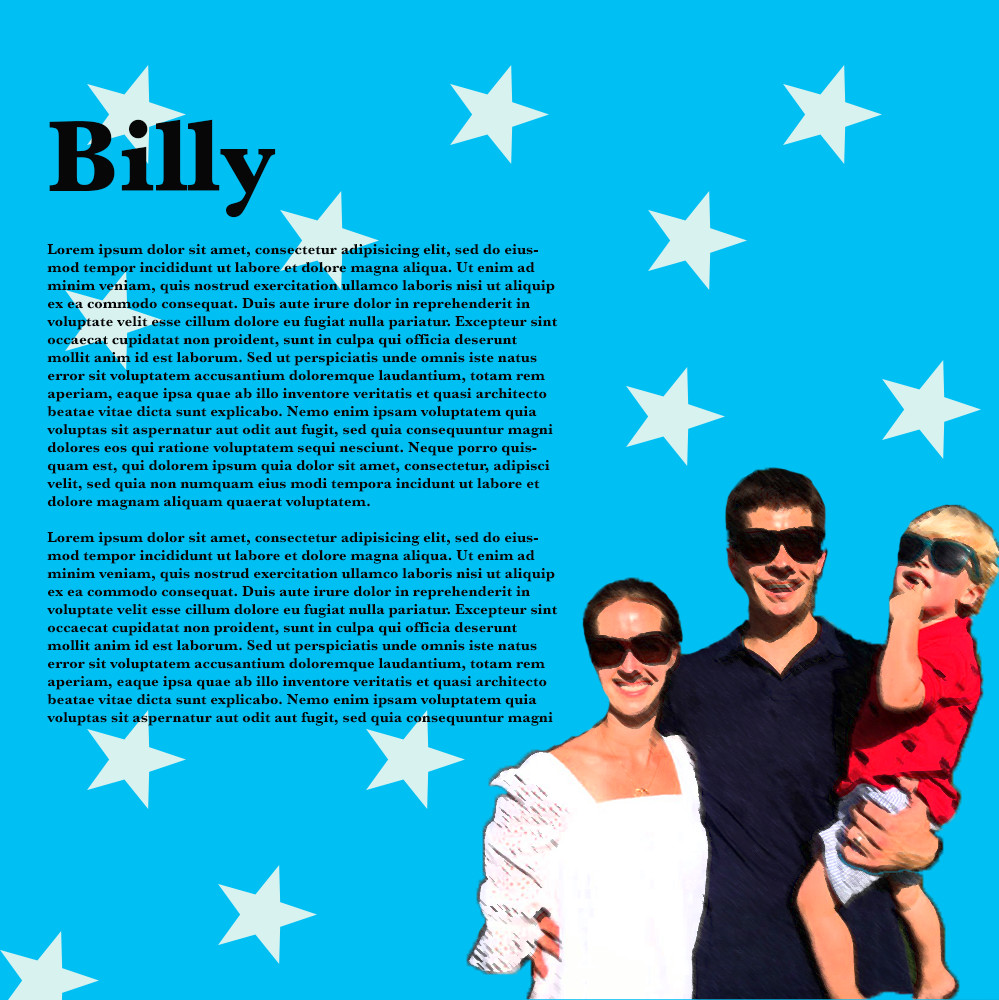 Billy
Lorem ipsum dolor sit amet, consectetur adipisicing elit, sed do eius-
mod tempor incididunt ut labore et dolore magna aliqua. Ut enim ad
minim veniam, quis nostrud exercitation ullamco laboris nisi ut aliquip
ex ea commodo consequat. Duis aute irure dolor in reprehenderit in
voluptate velit esse cillum dolore eu fugiat nulla pariatur. Excepteur sint
occaecat cupidatat non proident, sunt in culpa qui officia deserunt
mollit anim id est laborum. Sed ut perspiciatis unde omnis iste natus
error sit voluptatem accusantium doloremque laudantium, totam rem
aperiam, eaque ipsa quae ab illo inventore veritatis et quasi architecto
beatae vitae dicta sunt explicabo. Nemo enim ipsam voluptatem quia
voluptas sit aspernatur aut odit aut fugit, sed quia consequuntur magni
dolores eos qui ratione voluptatem sequi nesciunt. Neque porro quis-
quam est, qui dolorem ipsum quia dolor sit amet, consectetur, adipisci
velit, sed quia non numquam eius modi tempora incidunt ut labore et
dolore magnam aliquam quaerat voluptatem.
Lorem ipsum dolor sit amet, consectetur adipisicing elit, sed do eius-
mod tempor incididunt ut labore et dolore magna aliqua. Ut enim ad
minim veniam, quis nostrud exercitation ullamco laboris nisi ut aliquip
ex ea commodo consequat. Duis aute irure dolor in reprehenderit in
voluptate velit esse cillum dolore eu fugiat nulla pariatur. Excepteur sint
occaecat cupidatat non proident, sunt in culpa qui officia deserunt
mollit anim id est laborum. Sed ut perspiciatis unde omnis iste natus
error sit voluptatem accusantium doloremque laudantium, totam rem
aperiam, eaque ipsa quae ab illo inventore veritatis et quasi architecto
beatae vitae dicta sunt explicabo. Nemo enim ipsam voluptatem quia
voluptas sit aspernatur aut odit aut fugit, sed quia consequuntur magni